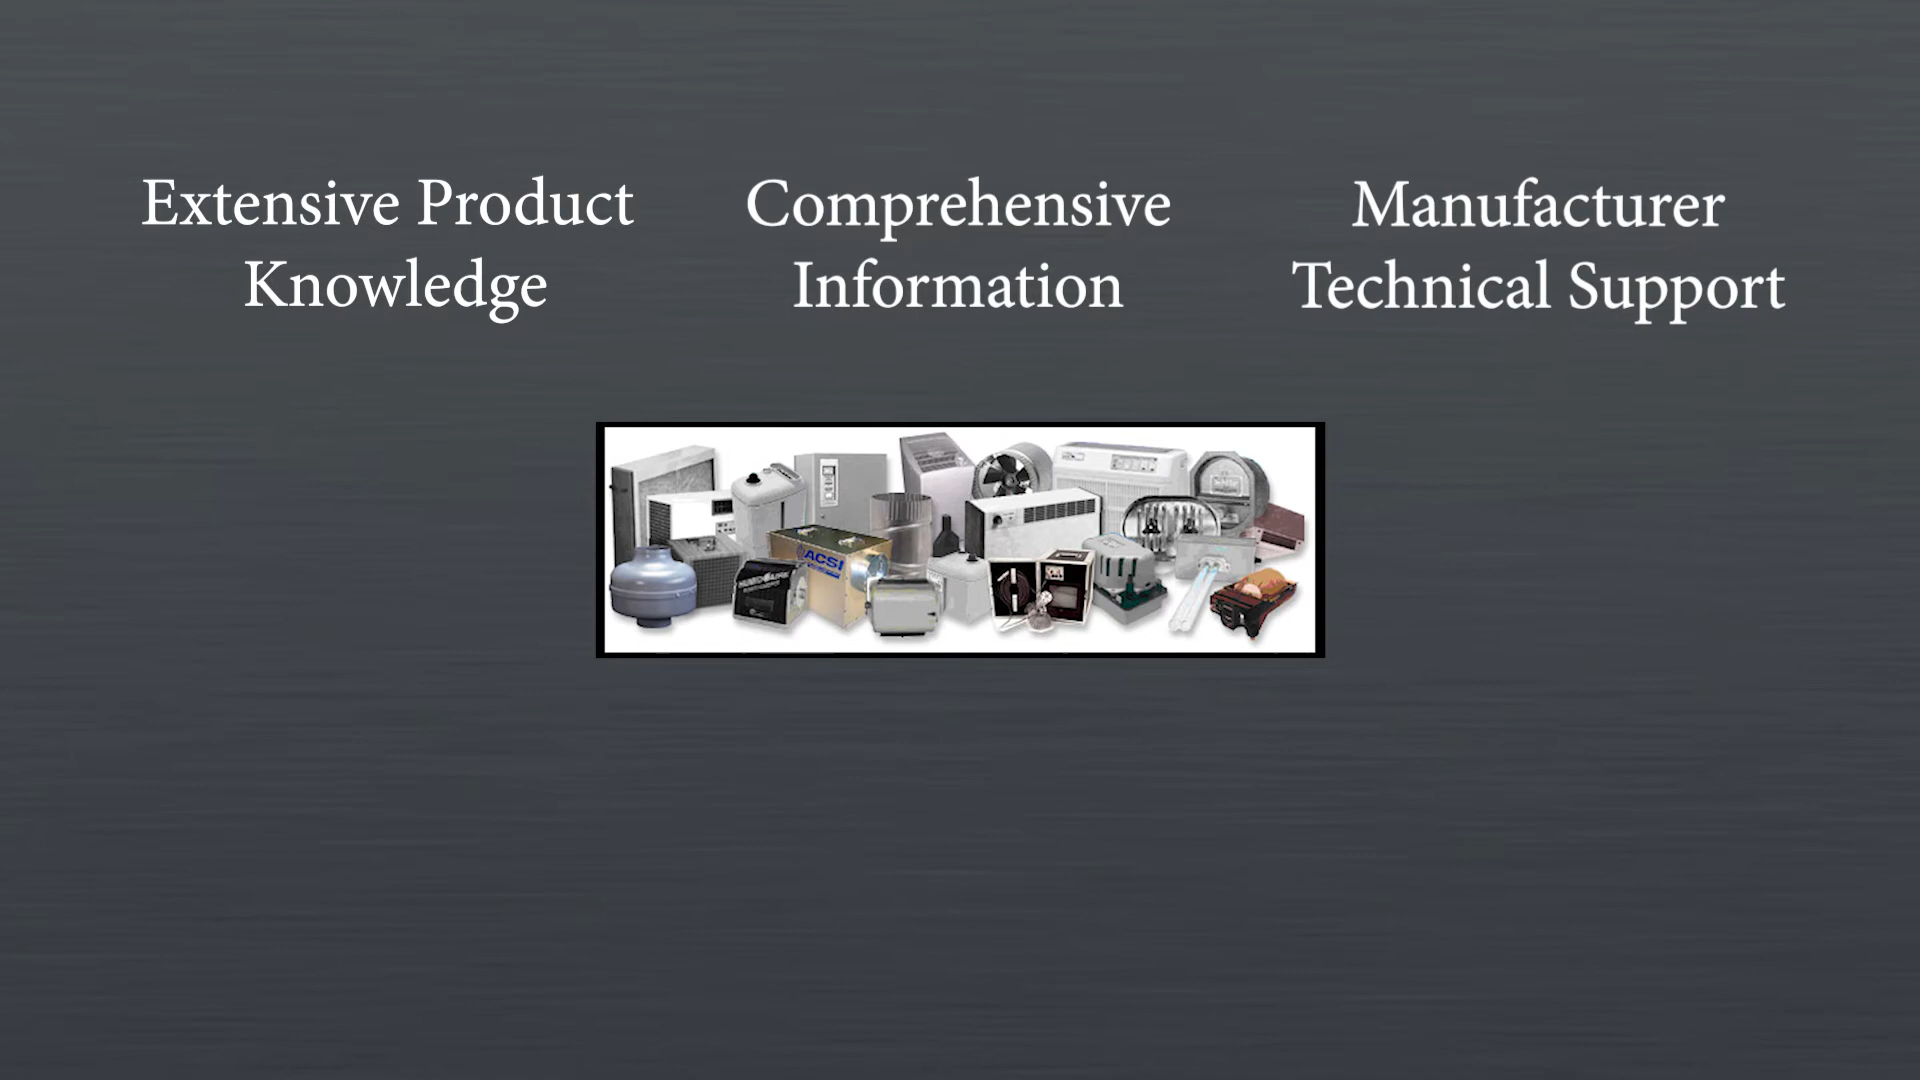 Extensive Product
Knowledge
Comprehensive
Information
Manufacturer
Technical Support
ACSI